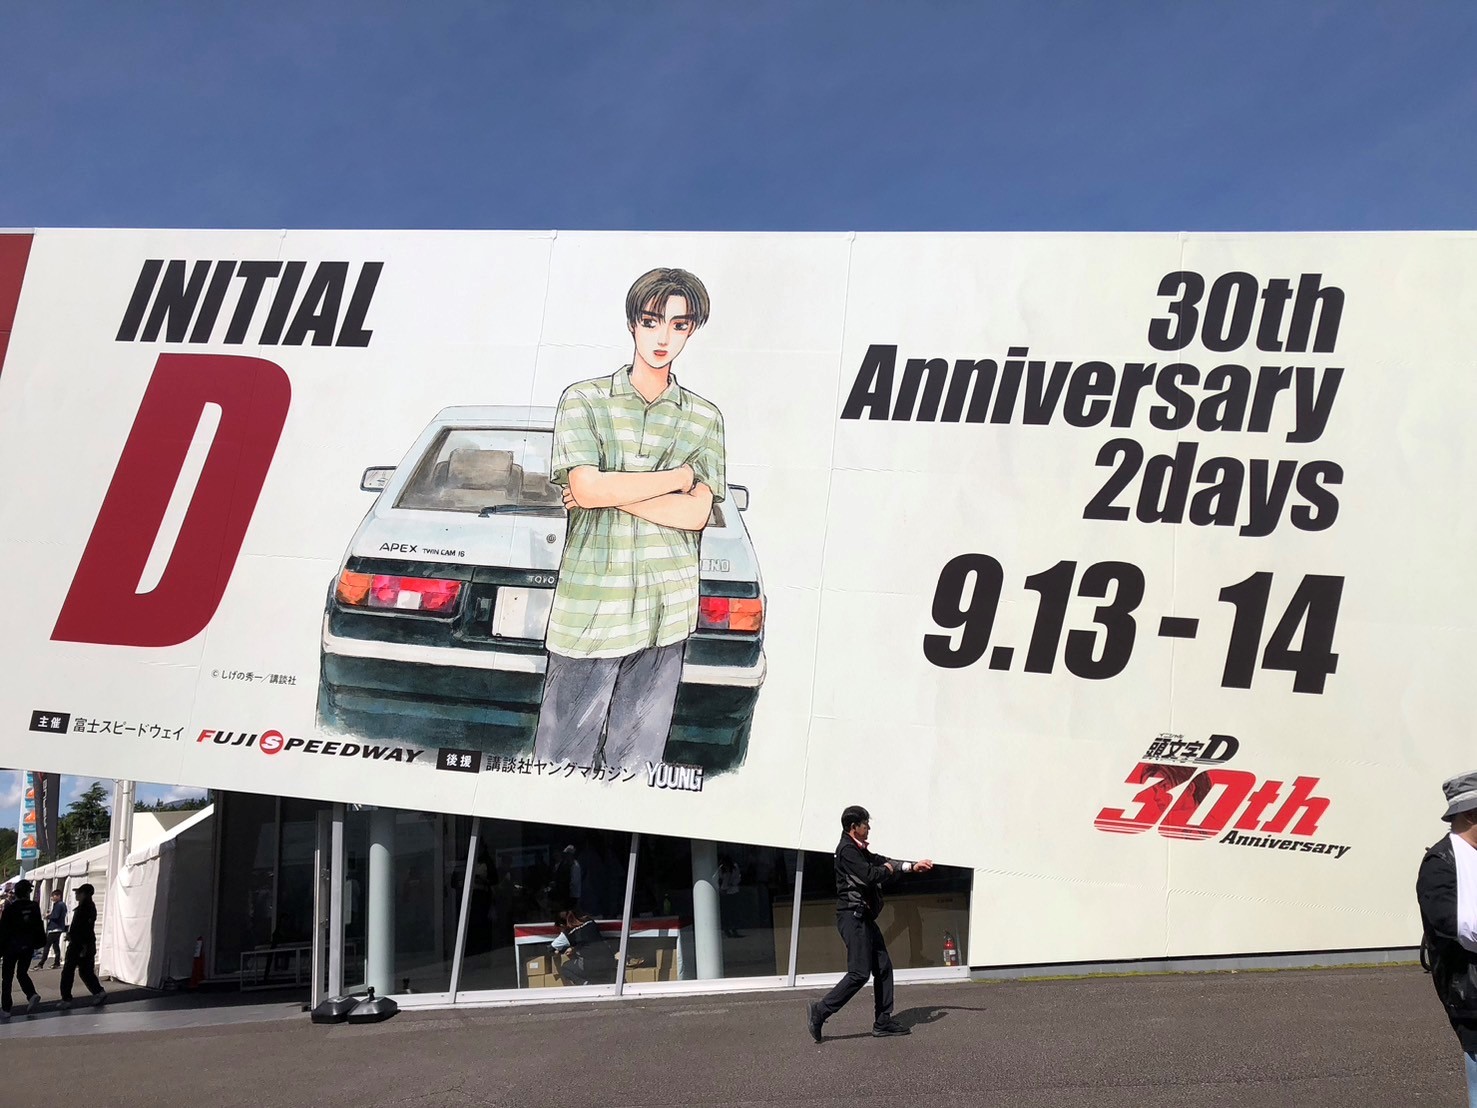 INITIAL
D
30th
Anniversary
2days
9.13-14
APEX TWIN CAM 16
© しげの秀一/講談社
主催 富士スピードウェイ FUJI SPEEDWAY 後援 講談社ヤングマガジン YOUNG
頭文字D
30th
Anniversary